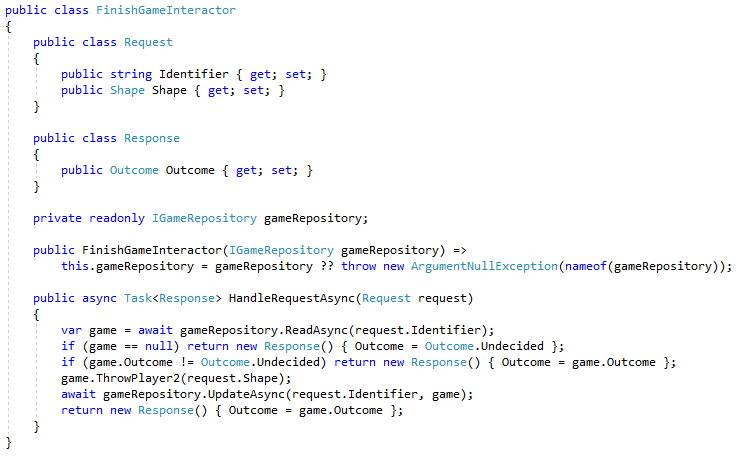 public class FinishGameInteractor
{
    public class Request
    {
        public string Identifier { get; set; }
        public Shape Shape { get; set; }
    }

    public class Response
    {
        public Outcome Outcome { get; set; }
    }

    private readonly IGameRepository gameRepository;

    public FinishGameInteractor(IGameRepository gameRepository) =>
        this.gameRepository = gameRepository ?? throw new ArgumentNullException(nameof(gameRepository));

    public async Task<Response> HandleRequestAsync(Request request)
    {
        var game = await gameRepository.ReadAsync(request.Identifier);
        if (game == null) return new Response() { Outcome = Outcome.Undecided };
        if (game.Outcome != Outcome.Undecided) return new Response() { Outcome = game.Outcome };
        game.ThrowPlayer2(request.Shape);
        await gameRepository.UpdateAsync(request.Identifier, game);
        return new Response() { Outcome = game.Outcome };
    }
}